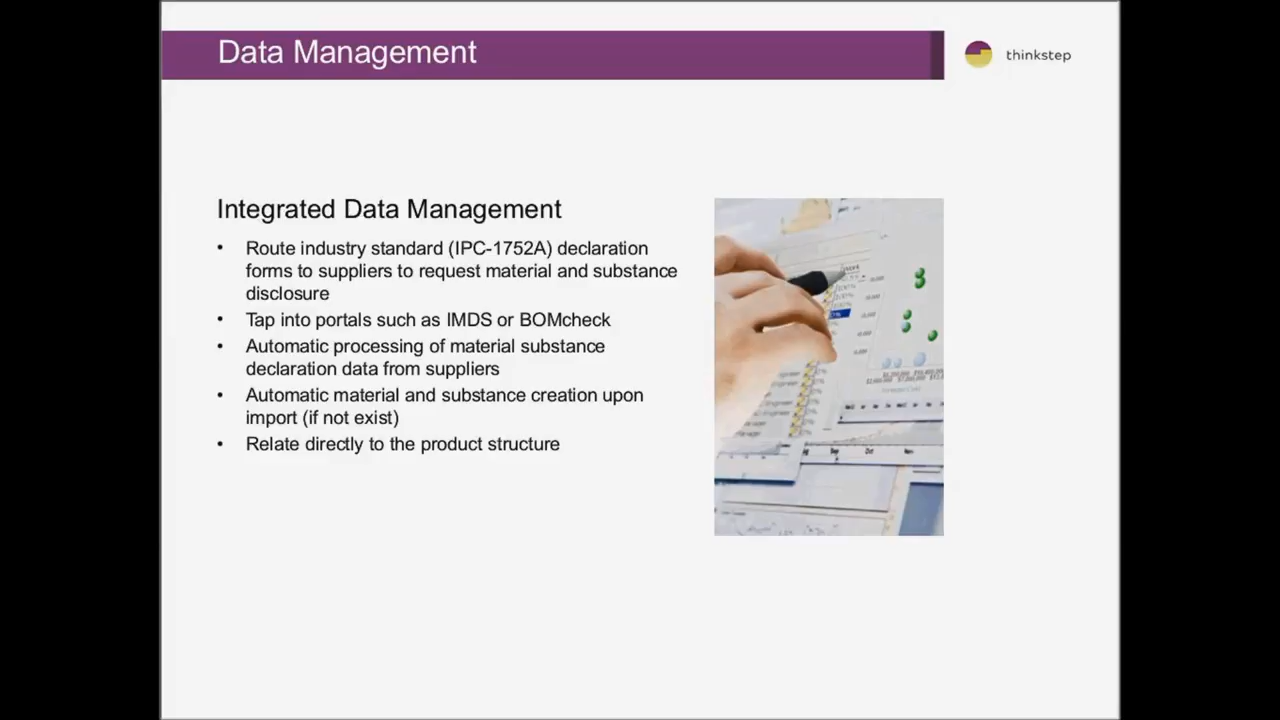 Data Management
thinkstep
Integrated Data Management
• Route industry standard (IPC-1752A) declaration
forms to suppliers to request material and substance
disclosure
• Tap into portals such as IMDS or BOMcheck
• Automatic processing of material substance
declaration data from suppliers
• Automatic material and substance creation upon
import (if not exist)
• Relate directly to the product structure